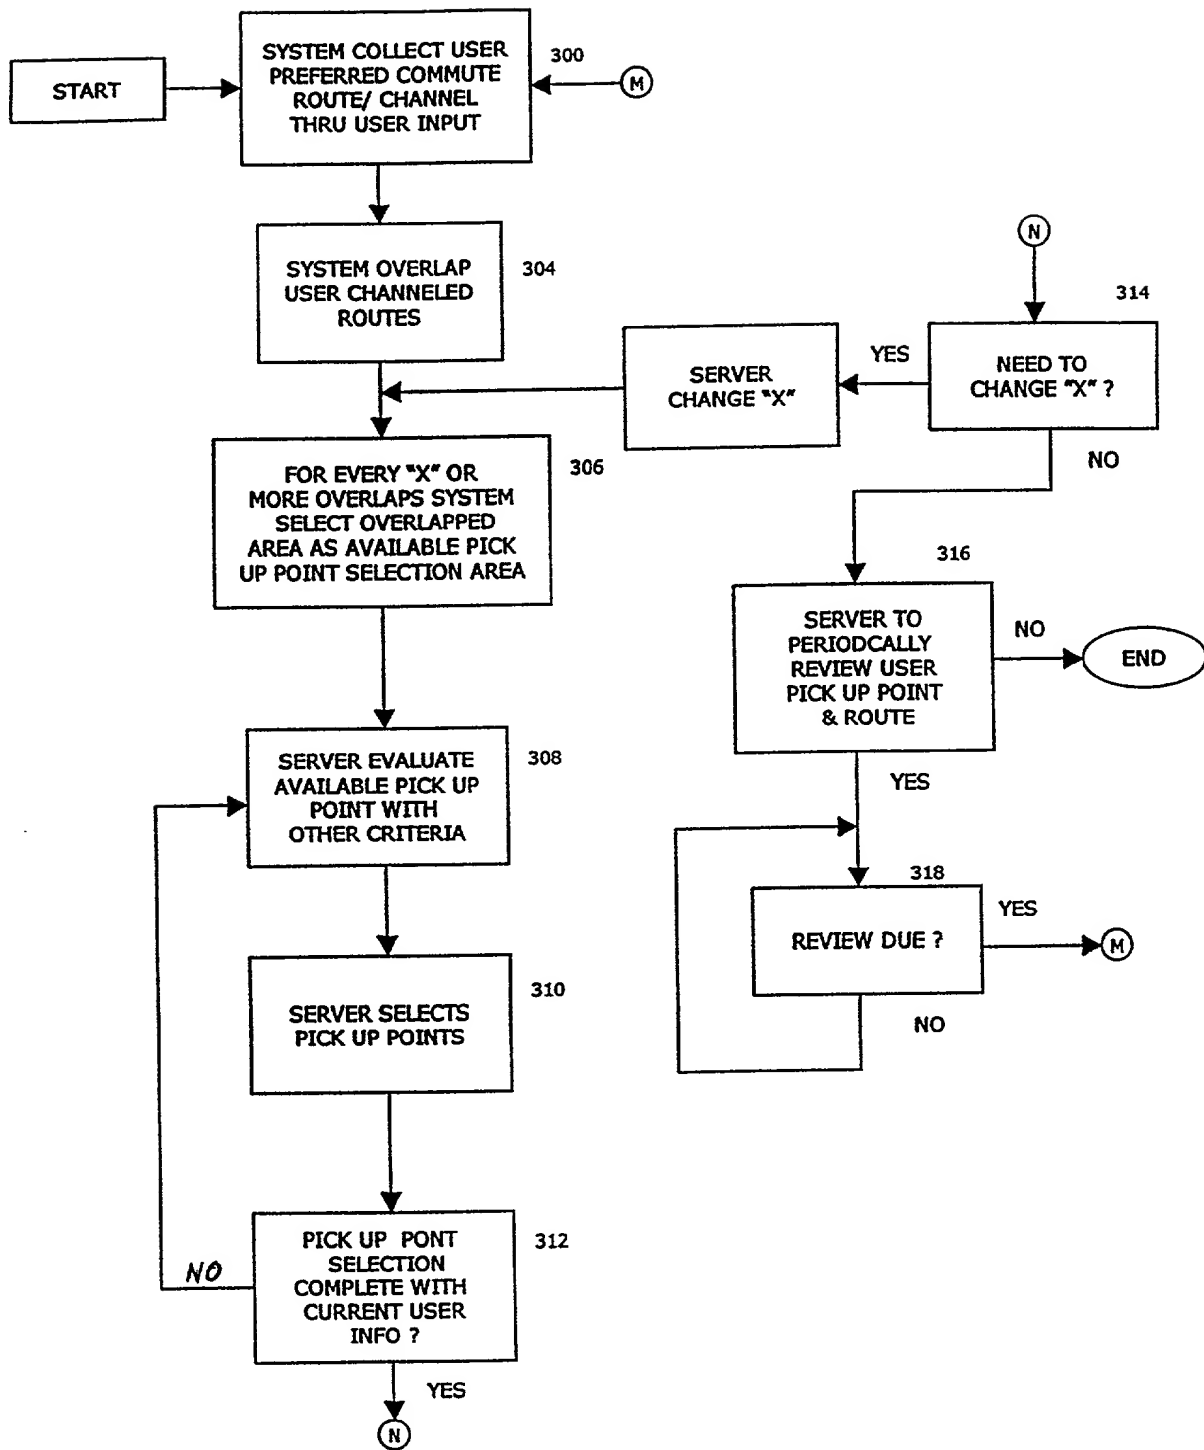 START
SYSTEM COLLECT USER
PREFERRED COMMUTE
ROUTE/ CHANNEL
THRU USER INPUT
300
M
SYSTEM OVERLAP
USER CHANNELED
ROUTES
304
FOR EVERY "X" OR
MORE OVERLAPS SYSTEM
SELECT OVERLAPPED
AREA AS AVAILABLE PICK
UP POINT SELECTION AREA
306
SERVER EVALUATE
AVAILABLE PICK UP
POINT WITH
OTHER CRITERIA
308
SERVER SELECTS
PICK UP POINTS
310
PICK UP PONT
SELECTION
COMPLETE WITH
CURRENT USER
INFO ?
312
NO
YES
N
N
314
NEED TO
CHANGE "X" ?
YES
SERVER
CHANGE "X"
NO
316
SERVER TO
PERIODCALLY
REVIEW USER
PICK UP POINT
& ROUTE
NO
END
YES
318
REVIEW DUE ?
YES
M
NO